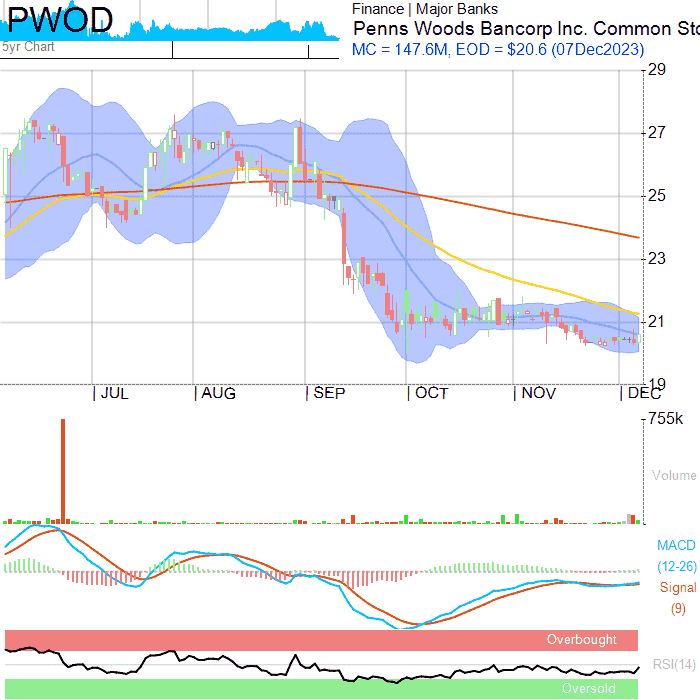 PWOD
5yr Chart
Finance | Major Banks
Penns Woods Bancorp Inc. Common Sto
MC = 147.6M, EOD = $20.6 (07Dec2023)
29
27
25
23
21
19
JUL AUG SEP OCT NOV DEC
755k
Volume
MACD
(12-26)
Signal
(9)
Overbought
RSI(14)
Oversold